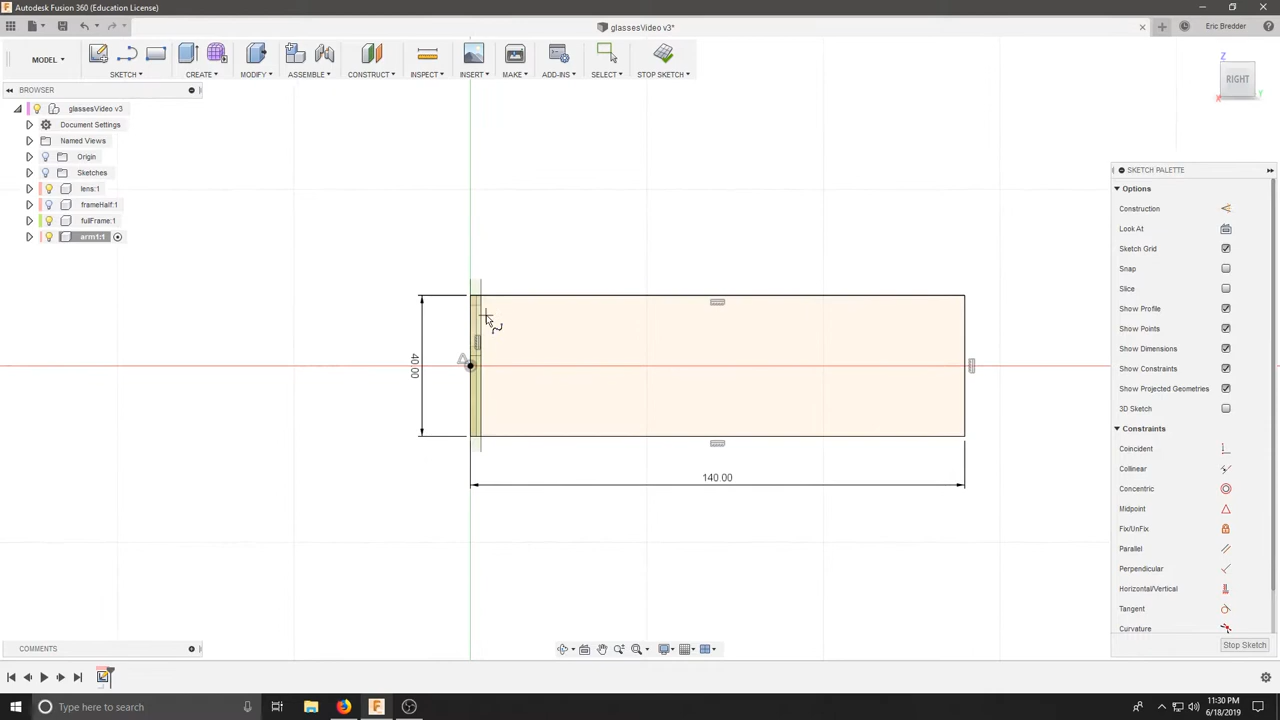 Autodesk Fusion 360 (Education License)
glassesVideo v3*
Eric Bredder
MODEL
SKETCH
CREATE
MODIFY
ASSEMBLE
CONSTRUCT
INSPECT
INSERT
MAKE
ADD-INS
SELECT
STOP SKETCH
BROWSER
glassesVideo v3
Document Settings
Named Views
Origin
Sketches
lens:1
frameHalf:1
fullFrame:1
arm1:1
Z
RIGHT
X
Y
40.00
140.00
SKETCH PALETTE
Options
Construction
Look At
Sketch Grid
Snap
Slice
Show Profile
Show Points
Show Dimensions
Show Constraints
Show Projected Geometries
3D Sketch
Constraints
Coincident
Collinear
Concentric
Midpoint
Fix/UnFix
Parallel
Perpendicular
Horizontal/Vertical
Tangent
Curvature
Stop Sketch
COMMENTS
Type here to search
11:30 PM
6/18/2019